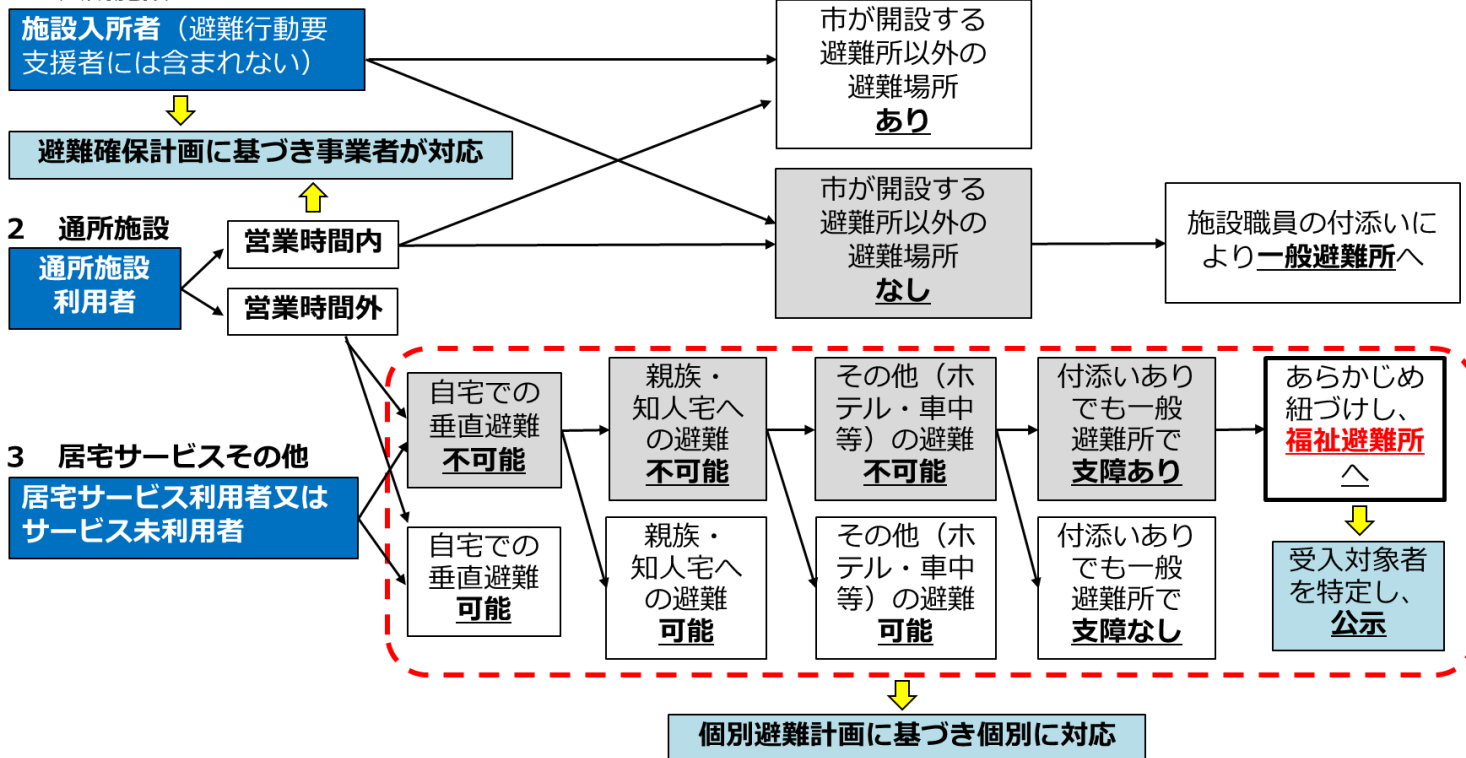 施設入所者（避難行動要
支援者には含まれない）
避難確保計画に基づき事業者が対応
市が開設する
避難所以外の
避難場所
あり
2 通所施設
通所施設
利用者
営業時間内
営業時間外
市が開設する
避難所以外の
避難場所
なし
施設職員の付添いに
より一般避難所へ
3 居宅サービスその他
居宅サービス利用者又は
サービス未利用者
自宅での
垂直避難
不可能
親族・
知人宅へ
の避難
不可能
その他（ホ
テル・車中
等）の避難
不可能
付添いあり
でも一般
避難所で
支障あり
あらかじめ
紐づけし、
福祉避難所
へ
自宅での
垂直避難
可能
親族・
知人宅へ
の避難
可能
その他（ホ
テル・車中
等）の避難
可能
付添いあり
でも一般
避難所で
支障なし
受入対象者
を特定し、
公示
個別避難計画に基づき個別に対応